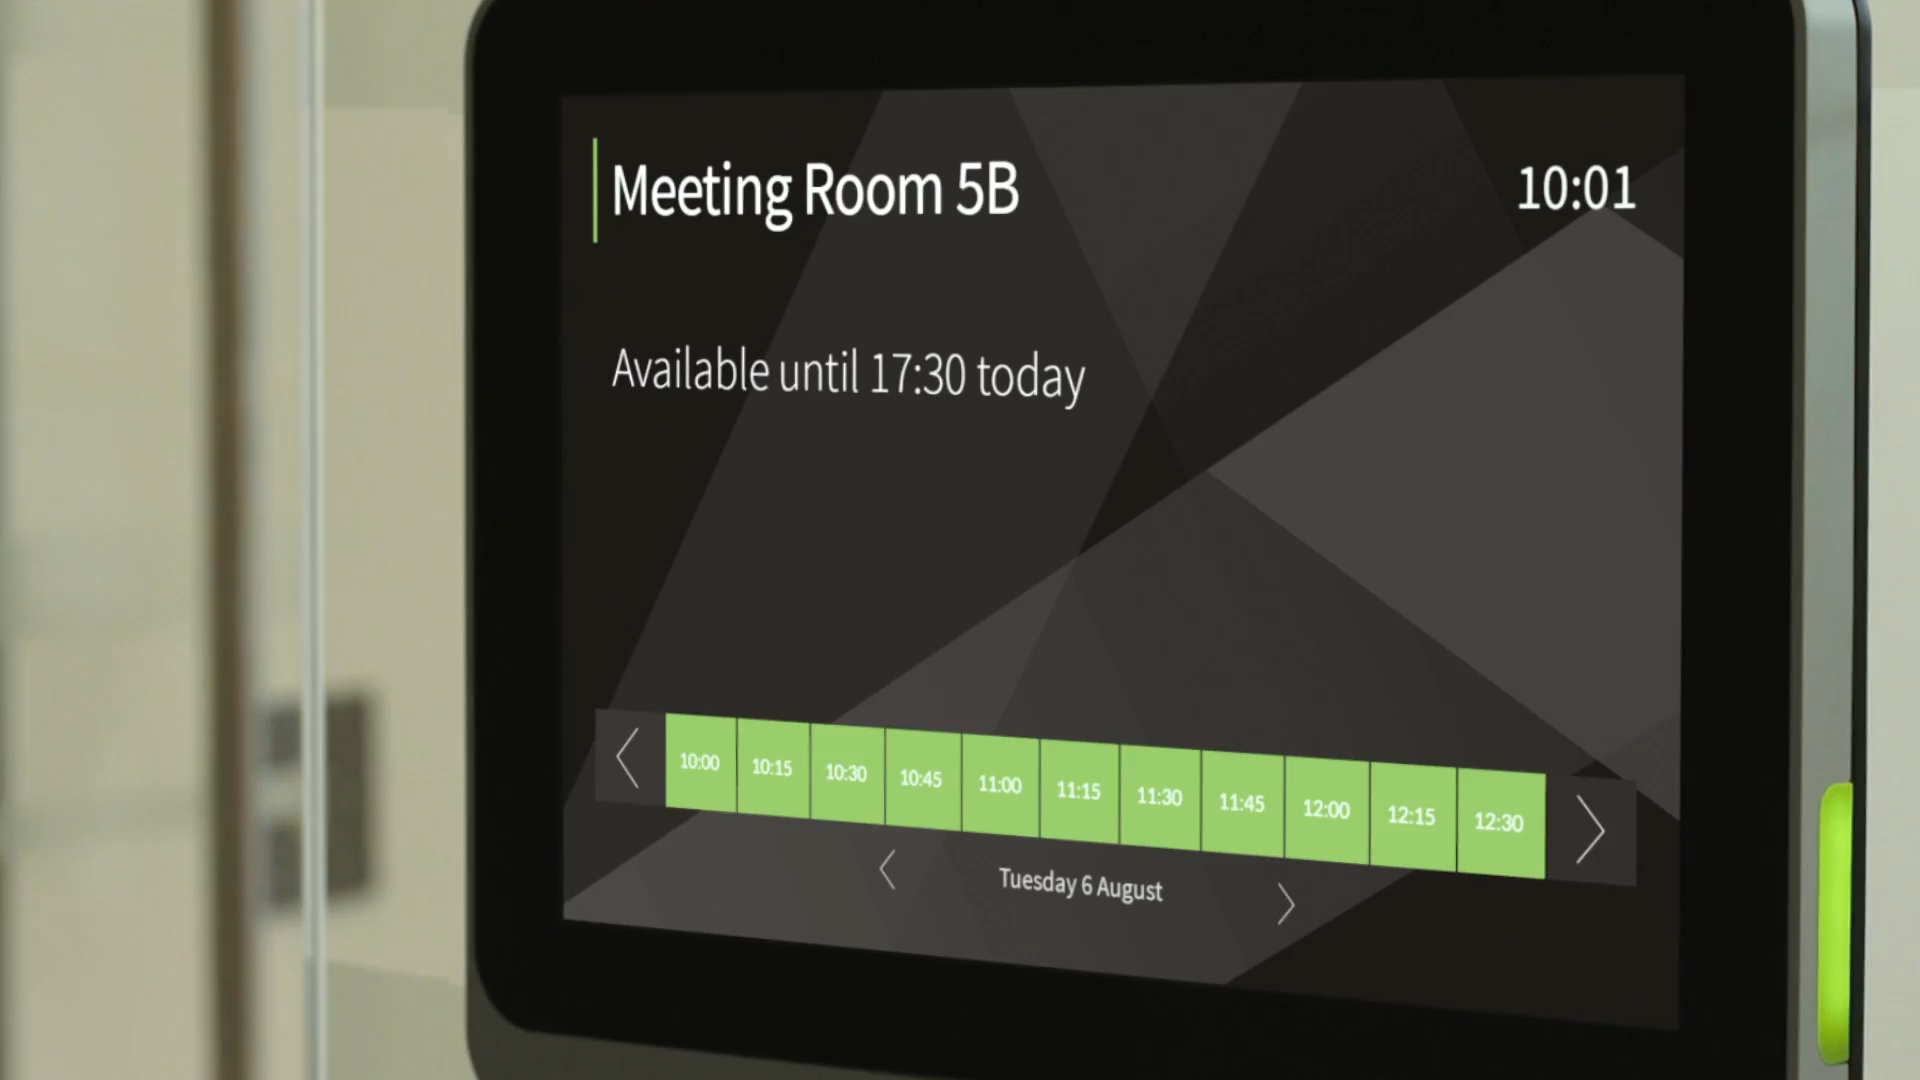 Meeting Room 5B
10:01
Available until 17:30 today
10:00 10:15 10:30 10:45 11:00 11:15 11:30 11:45 12:00 12:15 12:30
Tuesday 6 August